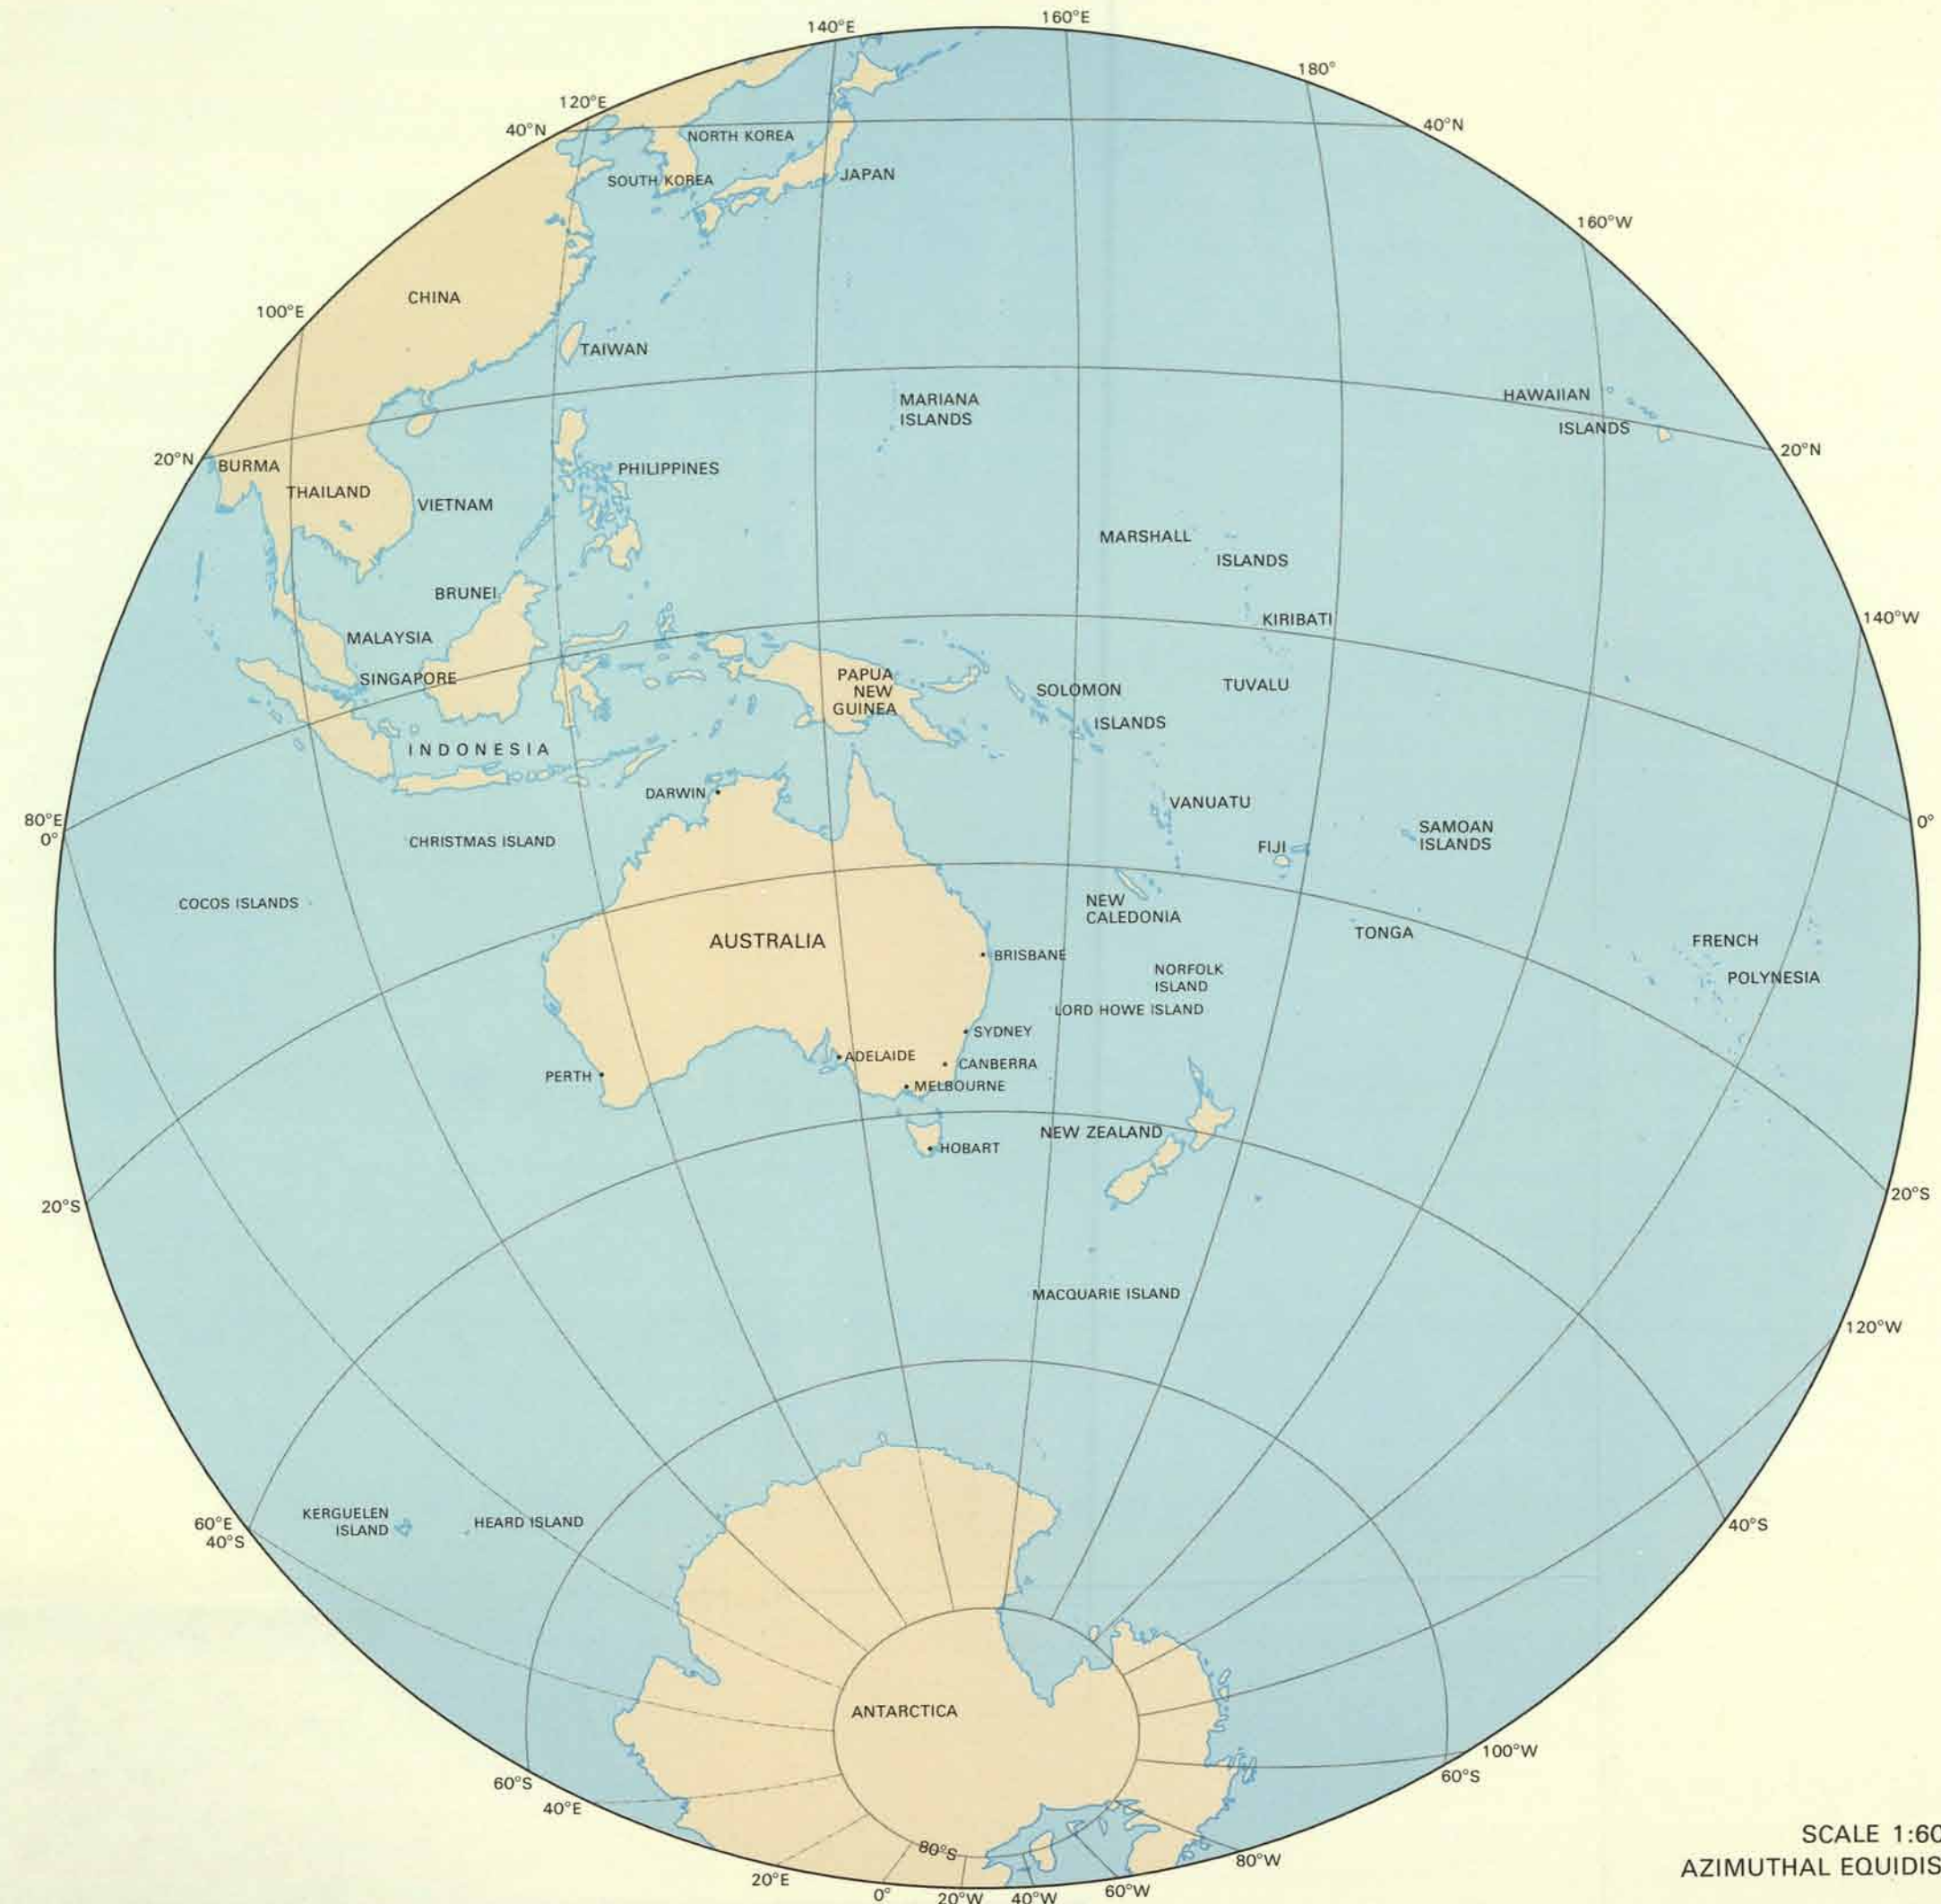 160°E
140°E
180°
120°E
40°N
40°N
NORTH KOREA
JAPAN
SOUTH KOREA
160°W
CHINA
100°E
TAIWAN
MARIANA
ISLANDS
HAWAIIAN
ISLANDS
20°N
20°N
BURMA
PHILIPPINES
THAILAND
VIETNAM
MARSHALL
ISLANDS
BRUNEI
KIRIBATI
140°W
MALAYSIA
SINGAPORE
PAPUA
NEW
GUINEA
SOLOMON
ISLANDS
TUVALU
INDONESIA
DARWIN
VANUATU
80°E
0°
0°
CHRISTMAS ISLAND
SAMOAN
ISLANDS
FIJI
COCOS ISLANDS
NEW
CALEDONIA
TONGA
AUSTRALIA
FRENCH
POLYNESIA
BRISBANE
NORFOLK
ISLAND
LORD HOWE ISLAND
SYDNEY
ADELAIDE
CANBERRA
PERTH
MELBOURNE
NEW ZEALAND
HOBART
20°S
20°S
MACQUARIE ISLAND
120°W
KERGUELEN
ISLAND
HEARD ISLAND
60°E
40°S
40°S
ANTARCTICA
100°W
60°S
60°S
40°E
80°S
80°W
20°E
0°
20°W
40°W
60°W
SCALE 1:60
AZIMUTHAL EQUIDIS